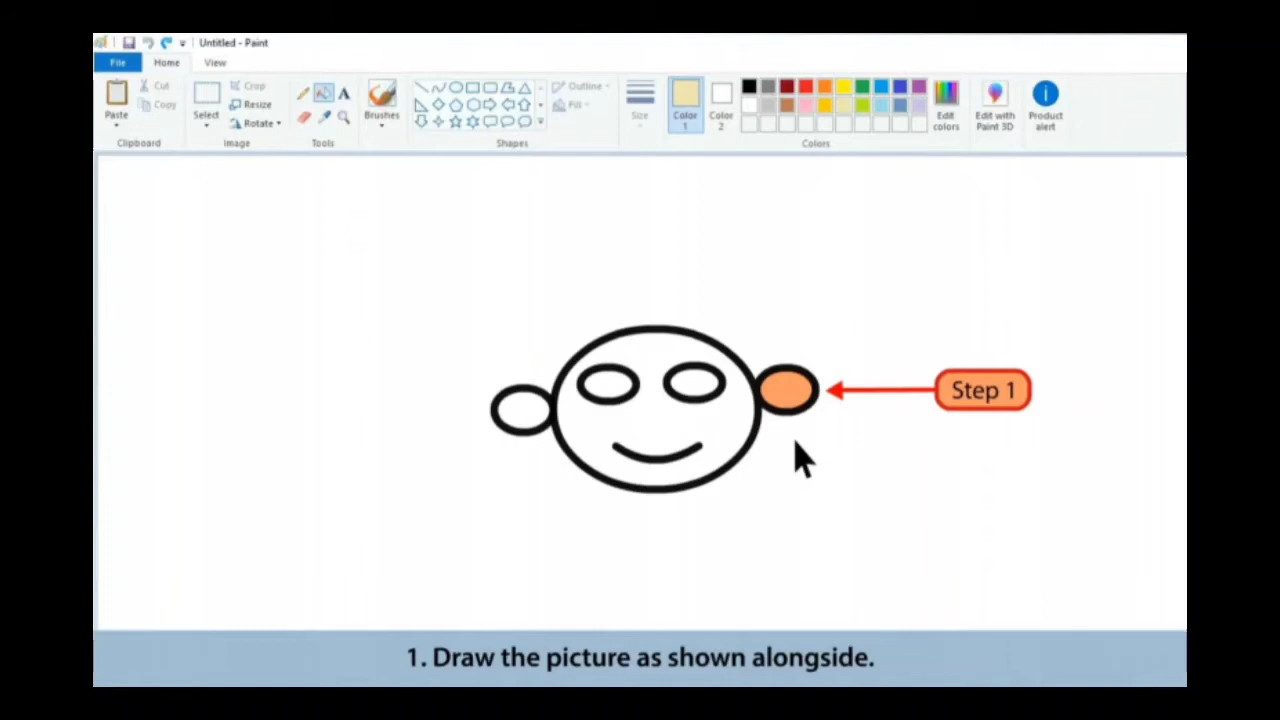 Untitled - Paint
File Home View
Paste Cut Copy Clipboard
Select Crop Resize Rotate Image
A Tools
Brushes
Shapes
Outline Fill
Size
Color 1
Color 2
Colors
Edit colors
Edit with Paint 3D
Product alert
Step 1
1. Draw the picture as shown alongside.